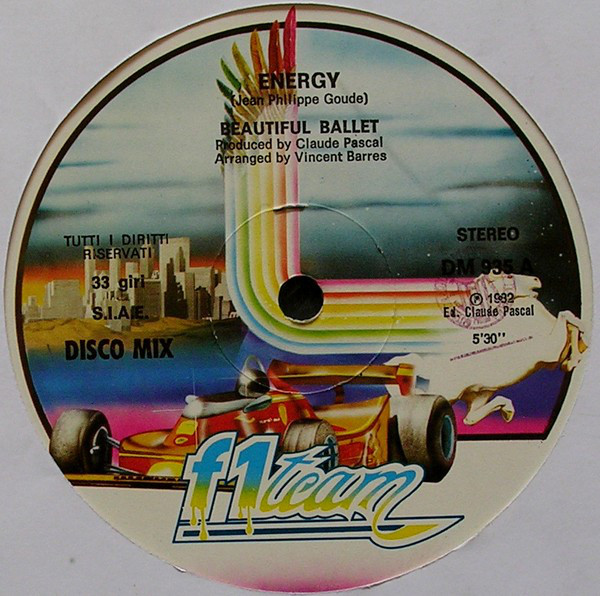 ENERGY
(Jean Philippe Goude)
BEAUTIFUL BALLET
Produced by Claude Pascal
Arranged by Vincent Barres
TUTTI I DIRITTI
RISERVATI
33 giri
S.I.A.E.
DISCO MIX
STEREO
DM 935 A
℗ 1982
Ed. Claude Pascal
5'30"
f1 team